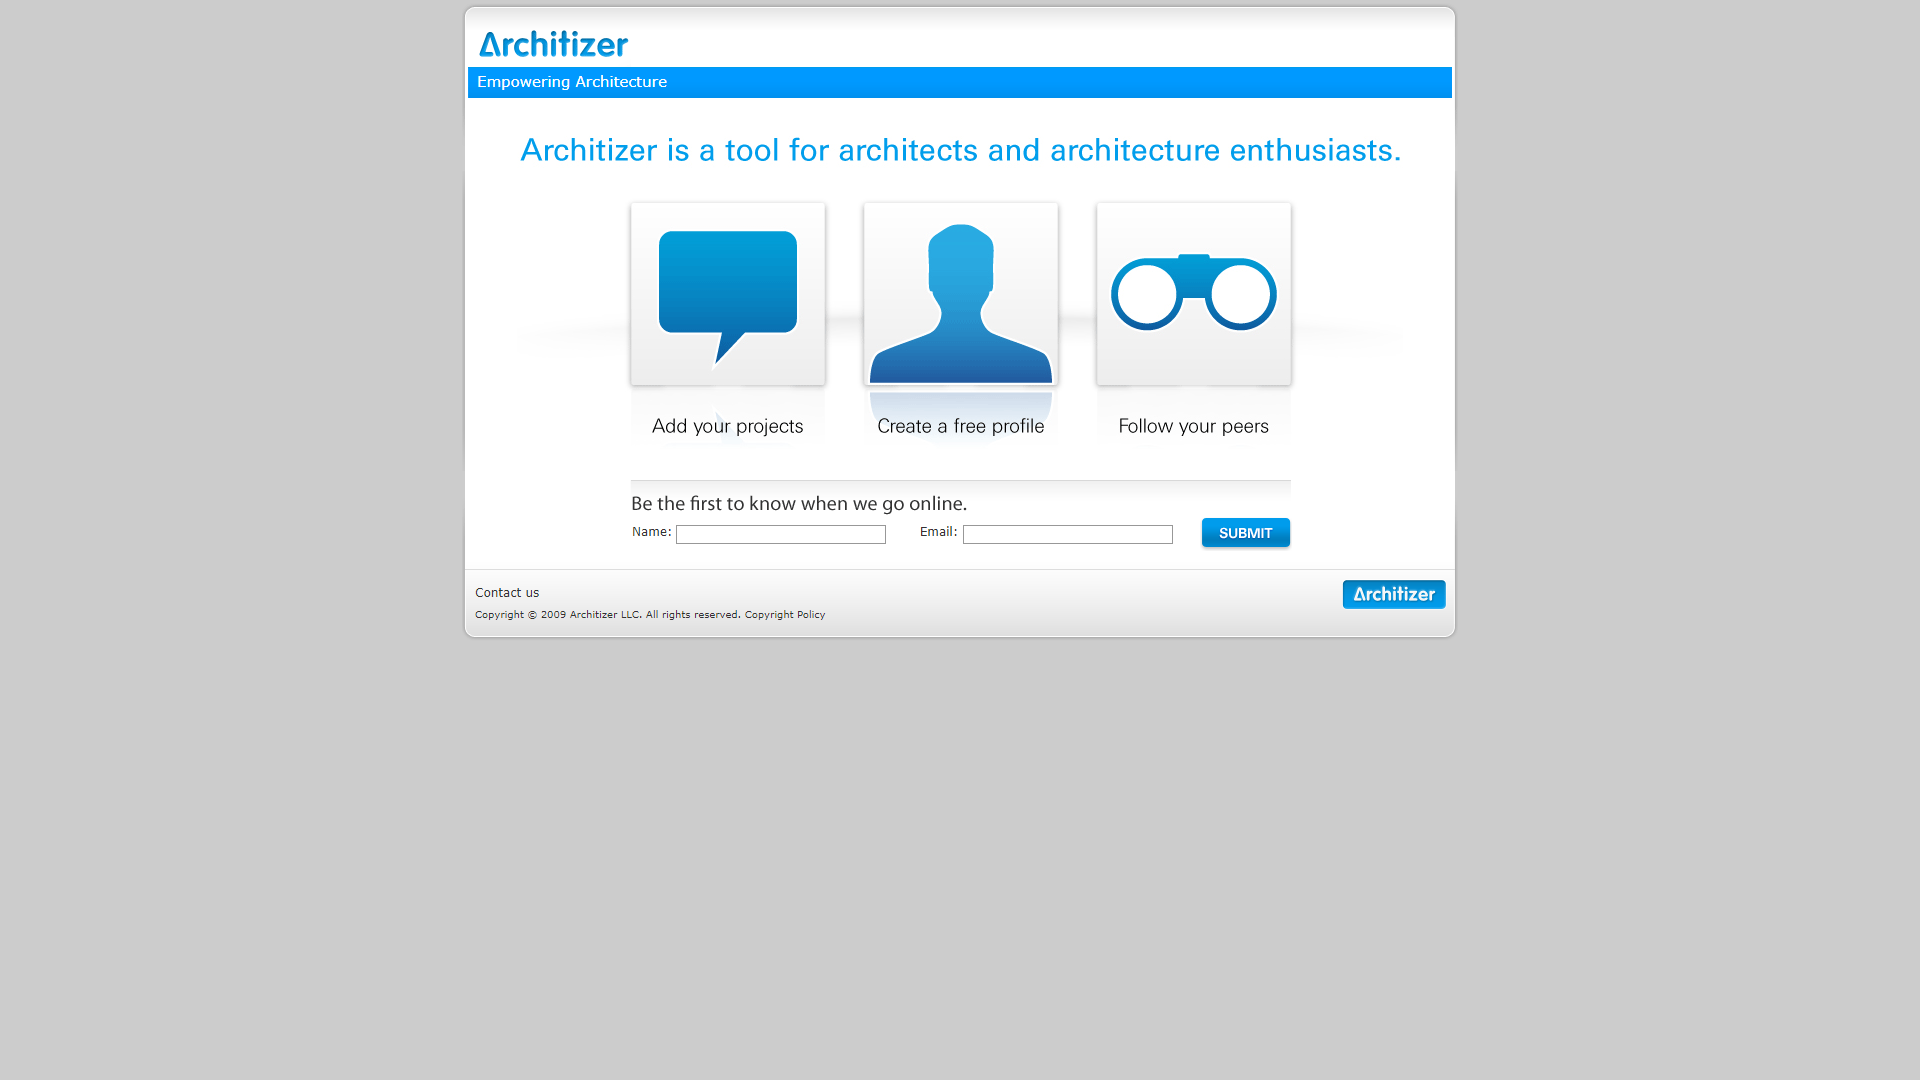 Architizer
Empowering Architecture
Architizer is a tool for architects and architecture enthusiasts.
Add your projects
Create a free profile
Follow your peers
Be the first to know when we go online.
Name:
Email:
SUBMIT
Contact us
Architizer
Copyright © 2009 Architizer LLC. All rights reserved. Copyright Policy